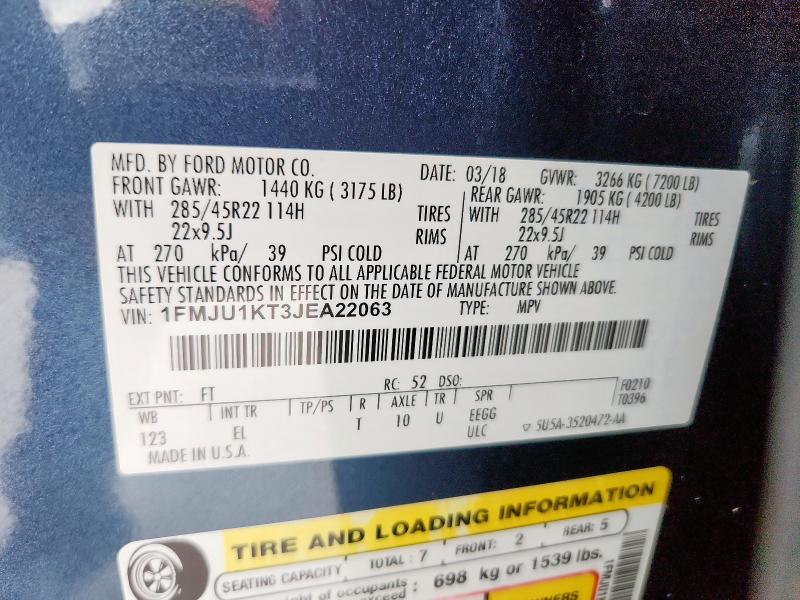 MFD. BY FORD MOTOR CO. DATE: 03/18 GVWR: 3266 KG ( 7200 LB)
FRONT GAWR: 1440 KG ( 3175 LB) REAR GAWR: 1905 KG ( 4200 LB)
WITH 285/45R22 114H TIRES WITH 285/45R22 114H TIRES
22x9.5J RIMS 22x9.5J RIMS
AT 270 kPa/ 39 PSI COLD AT 270 kPa/ 39 PSI COLD
THIS VEHICLE CONFORMS TO ALL APPLICABLE FEDERAL MOTOR VEHICLE
SAFETY STANDARDS IN EFFECT ON THE DATE OF MANUFACTURE SHOWN ABOVE.
VIN: 1FMJU1KT3JEA22063 TYPE: MPV
EXT PNT: FT RC: 52 DSO: F0210
WB INT TR TP/PS R AXLE TR SPR T0396
123 EL T 10 U EEGG
ULC 5U5A-3520472-AA
MADE IN U.S.A.
TIRE AND LOADING INFORMATION
SEATING CAPACITY TOTAL : 7 FRONT: 2 REAR: 5
of occupants 698 kg or 1539 lbs.